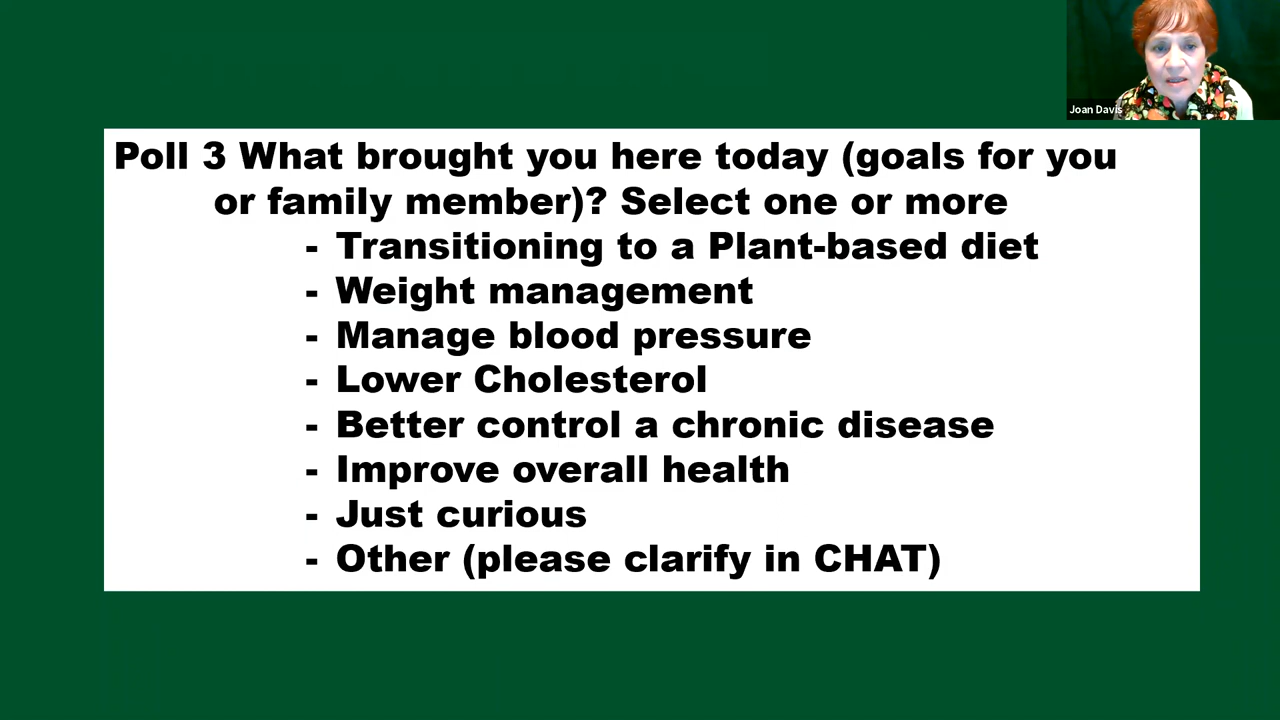 Joan Davis
Poll 3 What brought you here today (goals for you
or family member)? Select one or more
- Transitioning to a Plant-based diet
- Weight management
- Manage blood pressure
- Lower Cholesterol
- Better control a chronic disease
- Improve overall health
- Just curious
- Other (please clarify in CHAT)